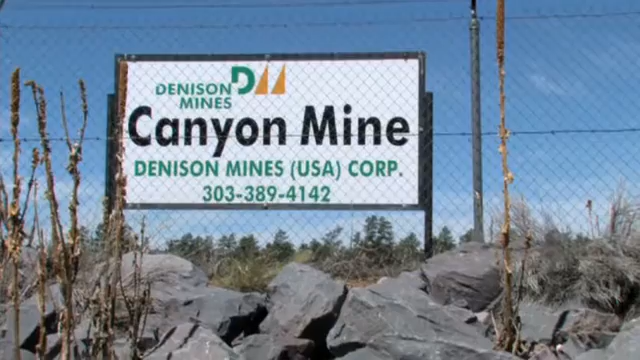 DENISON
MINES
Canyon Mine
DENISON MINES (USA) CORP.
303-389-4142